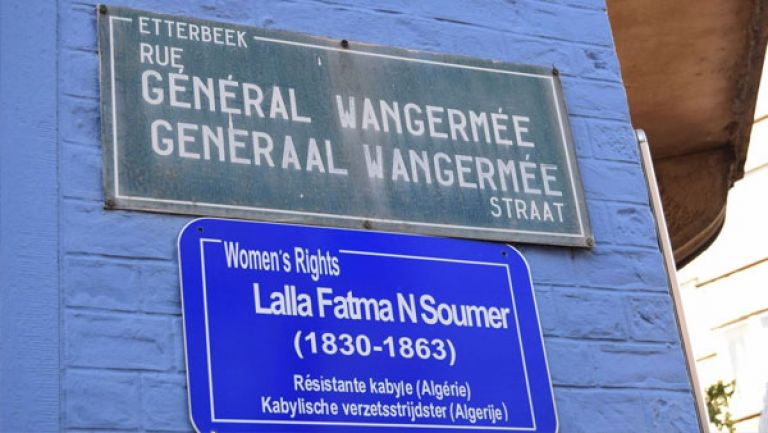 ETTERBEEK
RUE
GÉNÉRAL WANGERMÉE
GENERAAL WANGERMÉE
STRAAT
Women's Rights
Lalla Fatma N Soumer
(1830-1863)
Résistante kabyle (Algérie)
Kabylische verzetsstrijdster (Algerije)